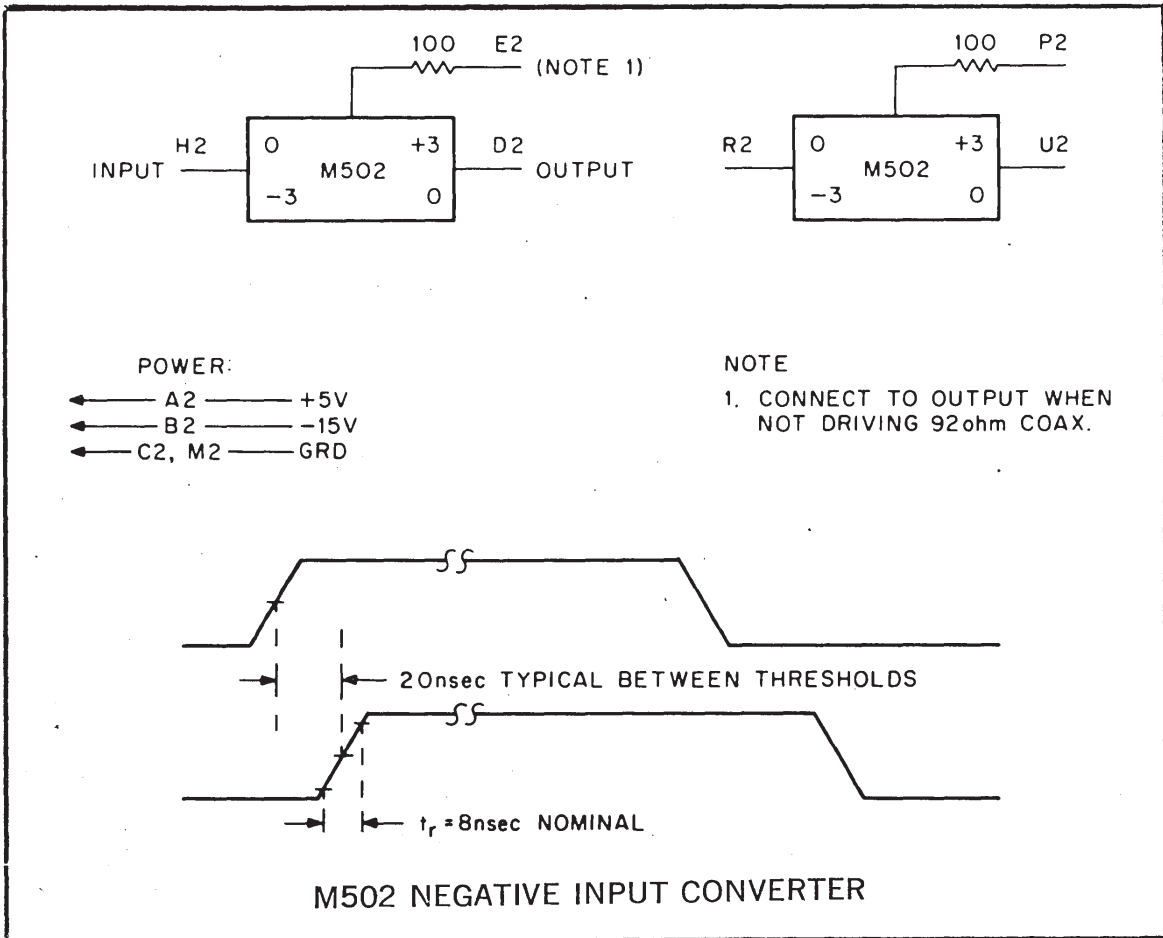 100 E2
(NOTE 1)
INPUT H2 0 +3 D2 OUTPUT
M502
-3 0
100 P2
R2 0 +3 U2
M502
-3 0
POWER:
A2 +5V
B2 -15V
C2, M2 GRD
NOTE
1. CONNECT TO OUTPUT WHEN
NOT DRIVING 92ohm COAX.
20nsec TYPICAL BETWEEN THRESHOLDS
tr = 8nsec NOMINAL
M502 NEGATIVE INPUT CONVERTER